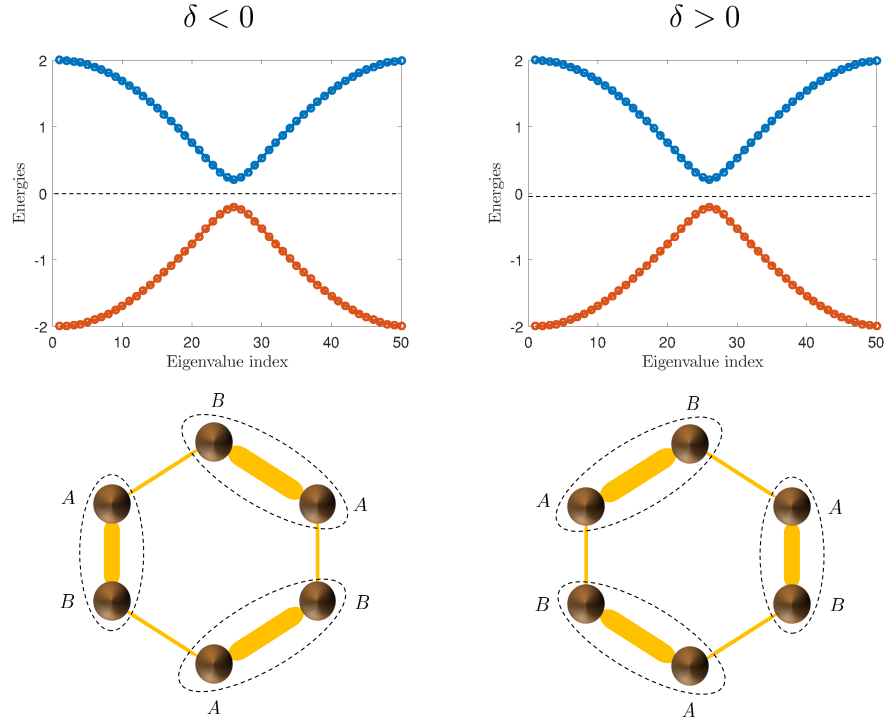 δ < 0
δ > 0
2
1
0
-1
-2
Energies
0
10
20
30
40
50
Eigenvalue index
2
1
0
-1
-2
Energies
0
10
20
30
40
50
Eigenvalue index
B
A
A
B
B
A
B
A
A
B
B
A